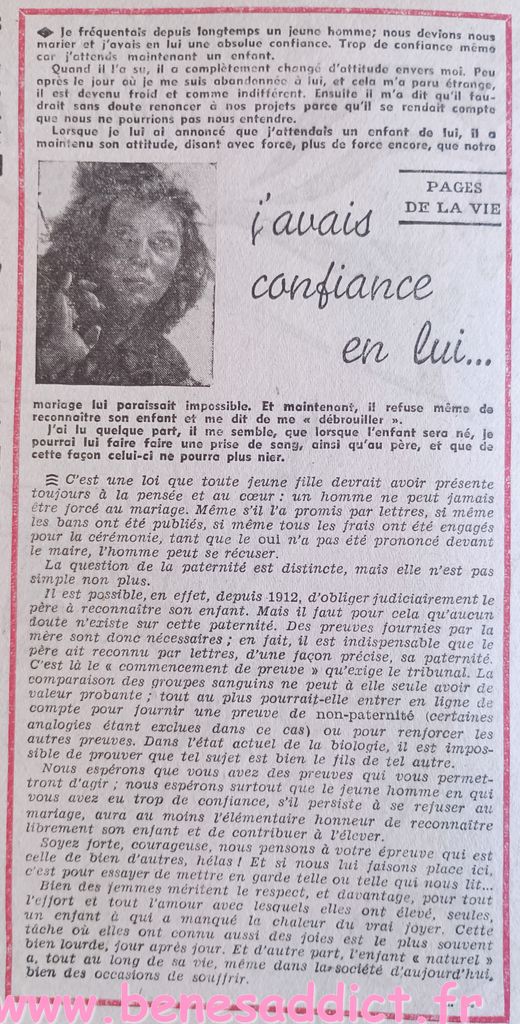 ◆ Je fréquentais depuis longtemps un jeune homme; nous devions nous
marier et j'avais en lui une absolue confiance. Trop de confiance même
car j'attends maintenant un enfant.
Quand il l'a su, il a complètement changé d'attitude envers moi. Peu
après le jour où je me suis abandonnée à lui, et cela m'a paru étrange,
il est devenu froid et comme indifférent. Ensuite il m'a dit qu'il fau-
drait sans doute renoncer à nos projets parce qu'il se rendait compte
que nous ne pourrions pas nous entendre.
Lorsque je lui ai annoncé que j'attendais un enfant de lui, il a
maintenu son attitude, disant avec force, plus de force encore, que notre
PAGES
DE LA VIE
j'avais
confiance
en lui...
mariage lui paraissait impossible. Et maintenant, il refuse même de
reconnaître son enfant et me dit de me « débrouiller ».
J'ai lu quelque part, il me semble, que lorsque l'enfant sera né, je
pourrai lui faire faire une prise de sang, ainsi qu'au père, et que de
cette façon celui-ci ne pourra plus nier.
C'est une loi que toute jeune fille devrait avoir présente
toujours à la pensée et au cœur : un homme ne peut jamais
être forcé au mariage. Même s'il l'a promis par lettres, si même
les bans ont été publiés, si même tous les frais ont été engagés
pour la cérémonie, tant que le oui n'a pas été prononcé devant
le maire, l'homme peut se récuser.
La question de la paternité est distincte, mais elle n'est pas
simple non plus.
Il est possible, en effet, depuis 1912, d'obliger judiciairement le
père à reconnaître son enfant. Mais il faut pour cela qu'aucun
doute n'existe sur cette paternité. Des preuves fournies par la
mère sont donc nécessaires ; en fait, il est indispensable que le
père ait reconnu par lettres, d'une façon précise, sa paternité.
C'est là le « commencement de preuve » qu'exige le tribunal. La
comparaison des groupes sanguins ne peut à elle seule avoir de
valeur probante ; tout au plus pourrait-elle entrer en ligne de
compte pour fournir une preuve de non-paternité (certaines
analogies étant exclues dans ce cas) ou pour renforcer les
autres preuves. Dans l'état actuel de la biologie, il est impos-
sible de prouver que tel sujet est bien le fils de tel autre.
Nous espérons que vous avez des preuves qui vous permet-
tront d'agir ; nous espérons surtout que le jeune homme en qui
vous avez eu trop de confiance, s'il persiste à se refuser au
mariage, aura au moins l'élémentaire honneur de reconnaître
librement son enfant et de contribuer à l'élever.
Soyez forte, courageuse, nous pensons à votre épreuve qui est
celle de bien d'autres, hélas ! Et si nous lui faisons place ici,
c'est pour essayer de mettre en garde telle ou telle qui nous lit...
Bien des femmes méritent le respect, et davantage, pour tout
l'effort et tout l'amour avec lesquels elles ont élevé, seules,
un enfant à qui a manqué la chaleur du vrai foyer. Cette
tâche où elles ont connu aussi des joies est le plus souvent
bien lourde, jour après jour. Et d'autre part, l'enfant « naturel »
a, tout au long de sa vie, même dans la société d'aujourd'hui,
bien des occasions de souffrir.
www.benesaddict.fr